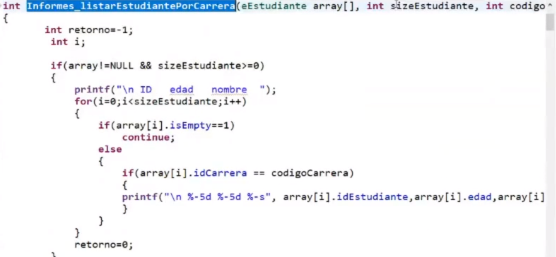 int Informes_listarEstudiantePorCarrera(eEstudiante array[], int sizeEstudiante, int codigo
{
int retorno=-1;
int i;
if(array!=NULL && sizeEstudiante>=0)
{
printf("\n ID edad nombre ");
for(i=0;i<sizeEstudiante;i++)
{
if(array[i].isEmpty==1)
continue;
else
{
if(array[i].idCarrera == codigoCarrera)
{
printf("\n %-5d %-5d %-s", array[i].idEstudiante,array[i].edad,array[i]
}
}
}
retorno=0;
}